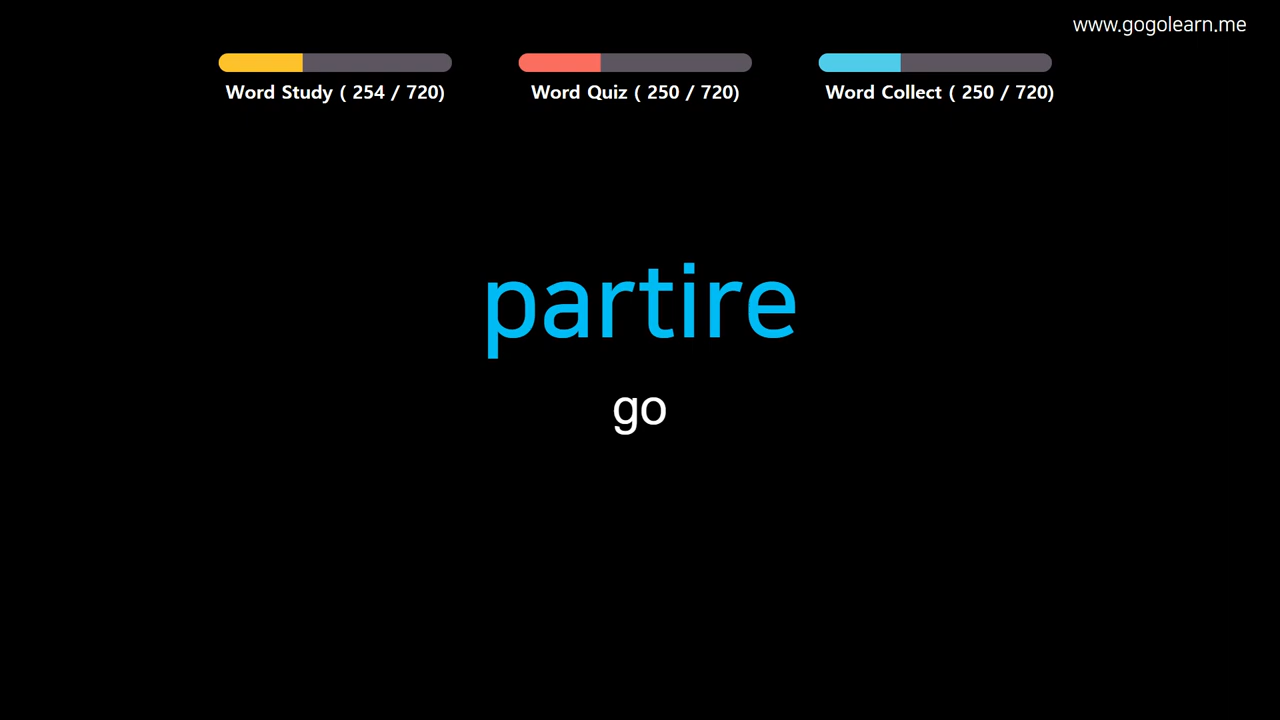 www.gogolearn.me
Word Study ( 254 / 720)
Word Quiz ( 250 / 720)
Word Collect ( 250 / 720)
partire
go